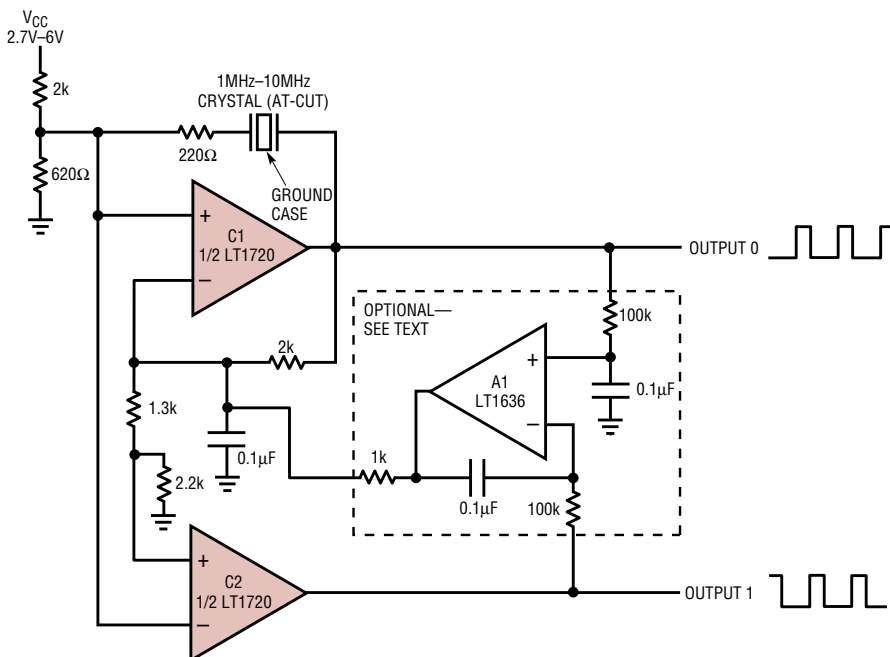 VCC
2.7V–6V
2k
1MHz–10MHz
CRYSTAL (AT-CUT)
220Ω
620Ω
GROUND
CASE
+
C1
1/2 LT1720
–
OUTPUT 0
OPTIONAL—
SEE TEXT
100k
2k
+
A1
LT1636
0.1µF
–
1.3k
0.1µF
1k
2.2k
0.1µF
100k
+
C2
1/2 LT1720
–
OUTPUT 1